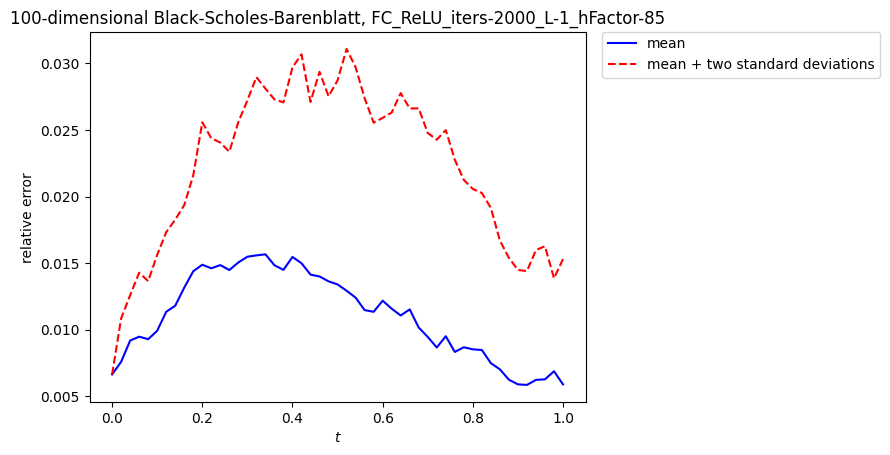 100-dimensional Black-Scholes-Barenblatt, FC_ReLU_iters-2000_L-1_hFactor-85
mean
mean + two standard deviations
relative error
0.030
0.025
0.020
0.015
0.010
0.005
0.0
0.2
0.4
0.6
0.8
1.0
t